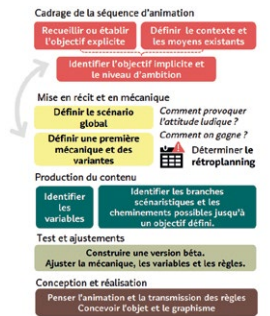 Cadrage de la séquence d'animation
Recueillir ou établir
l'objectif explicite
Définir le contexte et
les moyens existants
Identifier l'objectif implicite et
le niveau d'ambition
Mise en récit et en mécanique
Définir le scénario
global
Comment provoquer
l'attitude ludique ?
Définir une première
mécanique et des
variantes
Comment on gagne ?
Déterminer le
rétroplanning
Production du contenu
Identifier
les
variables
Identifier les branches
scénaristiques et les
cheminements possibles jusqu'à
un objectif défini.
Test et ajustements
Construire une version béta.
Ajuster la mécanique, les variables et les règles.
Conception et réalisation
Penser l'animation et la transmission des règles
Concevoir l'objet et le graphisme